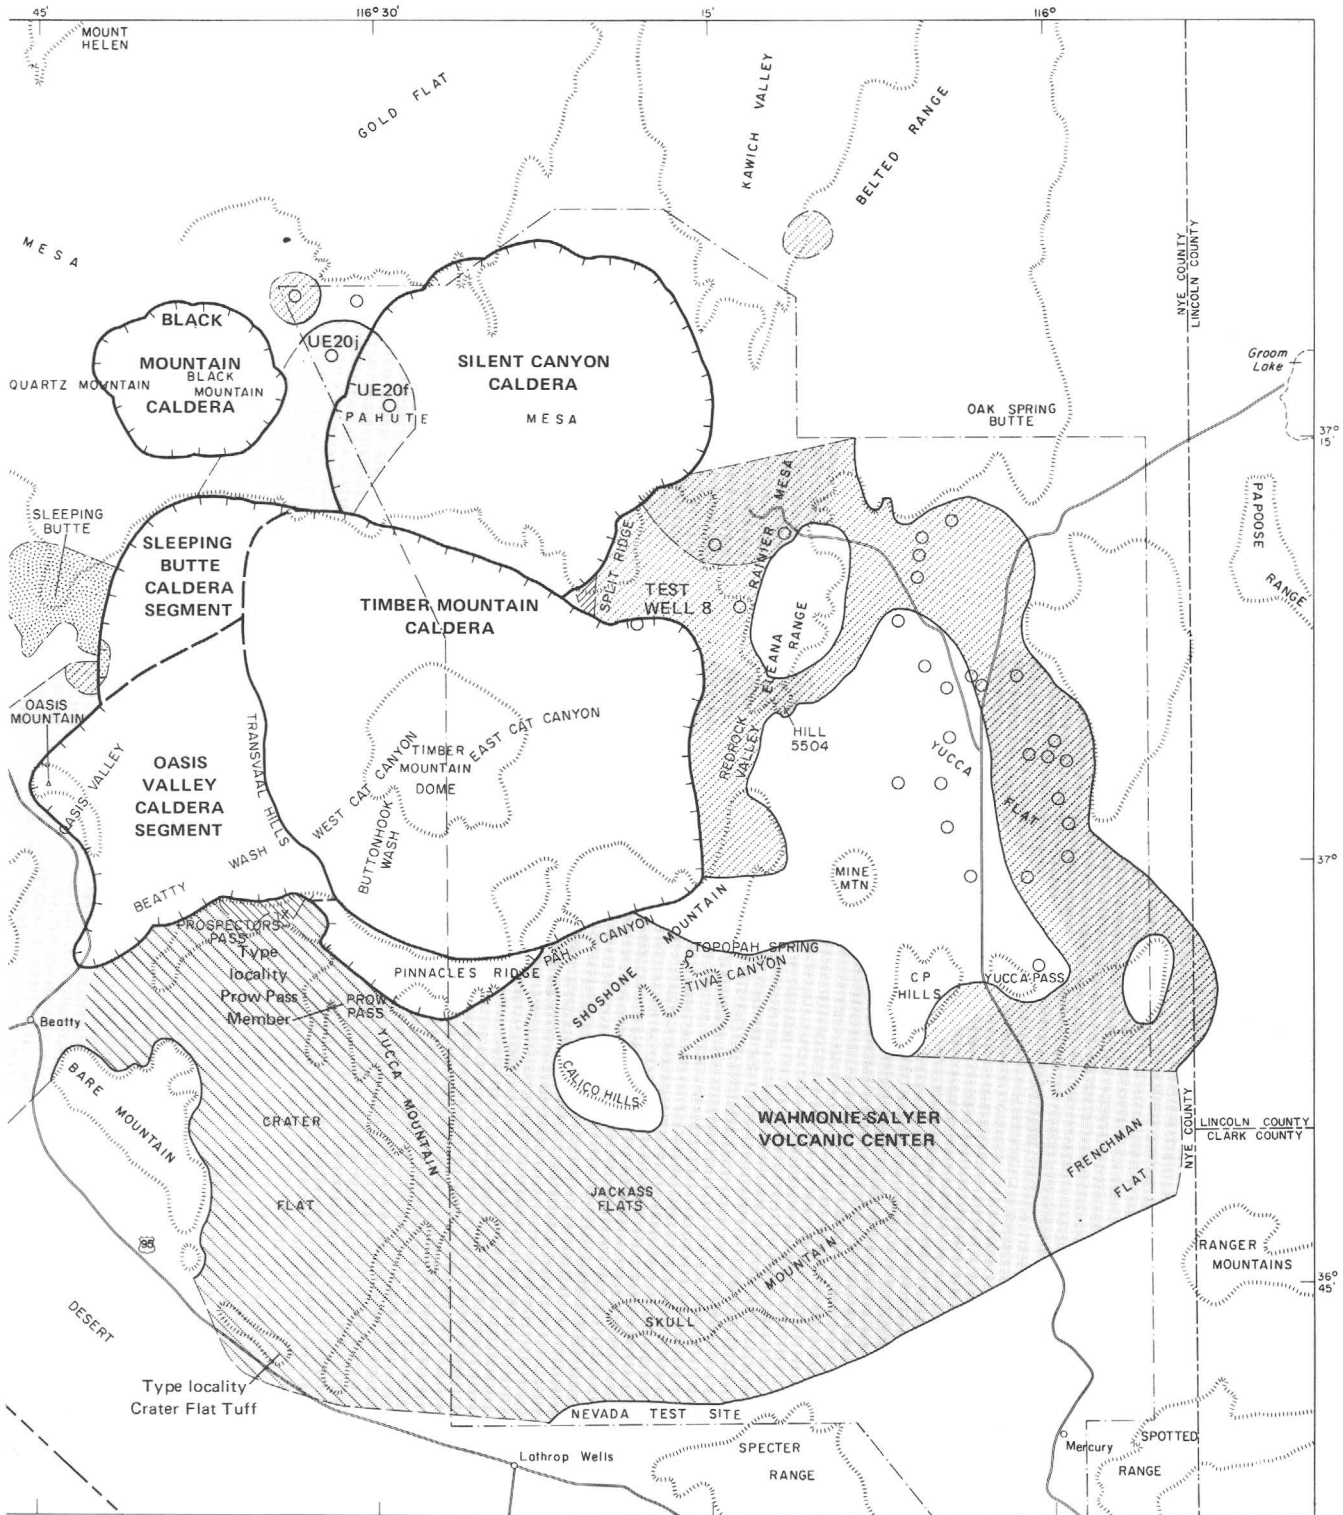 45'
116° 30'
15'
116°
MOUNT
HELEN
GOLD FLAT
KAWICH VALLEY
BELTED RANGE
MESA
NYE COUNTY
LINCOLN COUNTY
BLACK
MOUNTAIN
CALDERA
QUARTZ MOUNTAIN
BLACK
MOUNTAIN
UE20j
UE20f
PAHUTE
MESA
SILENT CANYON
CALDERA
Groom
Lake
OAK SPRING
BUTTE
37°
15'
SLEEPING
BUTTE
SLEEPING
BUTTE
CALDERA
SEGMENT
TIMBER MOUNTAIN
CALDERA
SPLIT RIDGE
RAINIER MESA
TEST
WELL 8
ELEANA
RANGE
PAPOOSE
RANGE
OASIS
MOUNTAIN
OASIS VALLEY
OASIS
VALLEY
CALDERA
SEGMENT
TRANSVAAL HILLS
WEST CAT CANYON
EAST CAT CANYON
TIMBER
MOUNTAIN
DOME
BUTTONHOOK
WASH
BEATTY WASH
REDROCK
VALLEY
HILL
5504
YUCCA
FLAT
MINE
MTN
37°
PROSPECTORS
PASS
Type
locality
Prow Pass
Member
PROW
PASS
PINNACLES RIDGE
PAH CANYON
SHOSHONE MOUNTAIN
TOPOPAH SPRING
TIVA CANYON
CP
HILLS
YUCCA PASS
Beatty
BARE MOUNTAIN
YUCCA MOUNTAIN
CRATER
FLAT
CALICO HILLS
WAHMONIE-SALYER
VOLCANIC CENTER
JACKASS
FLATS
FRENCHMAN
FLAT
NYE COUNTY
LINCOLN COUNTY
CLARK COUNTY
95
SKULL MOUNTAIN
RANGER
MOUNTAINS
36°
45'
DESERT
Type locality
Crater Flat Tuff
NEVADA TEST SITE
Lathrop Wells
SPECTER
RANGE
Mercury
SPOTTED
RANGE